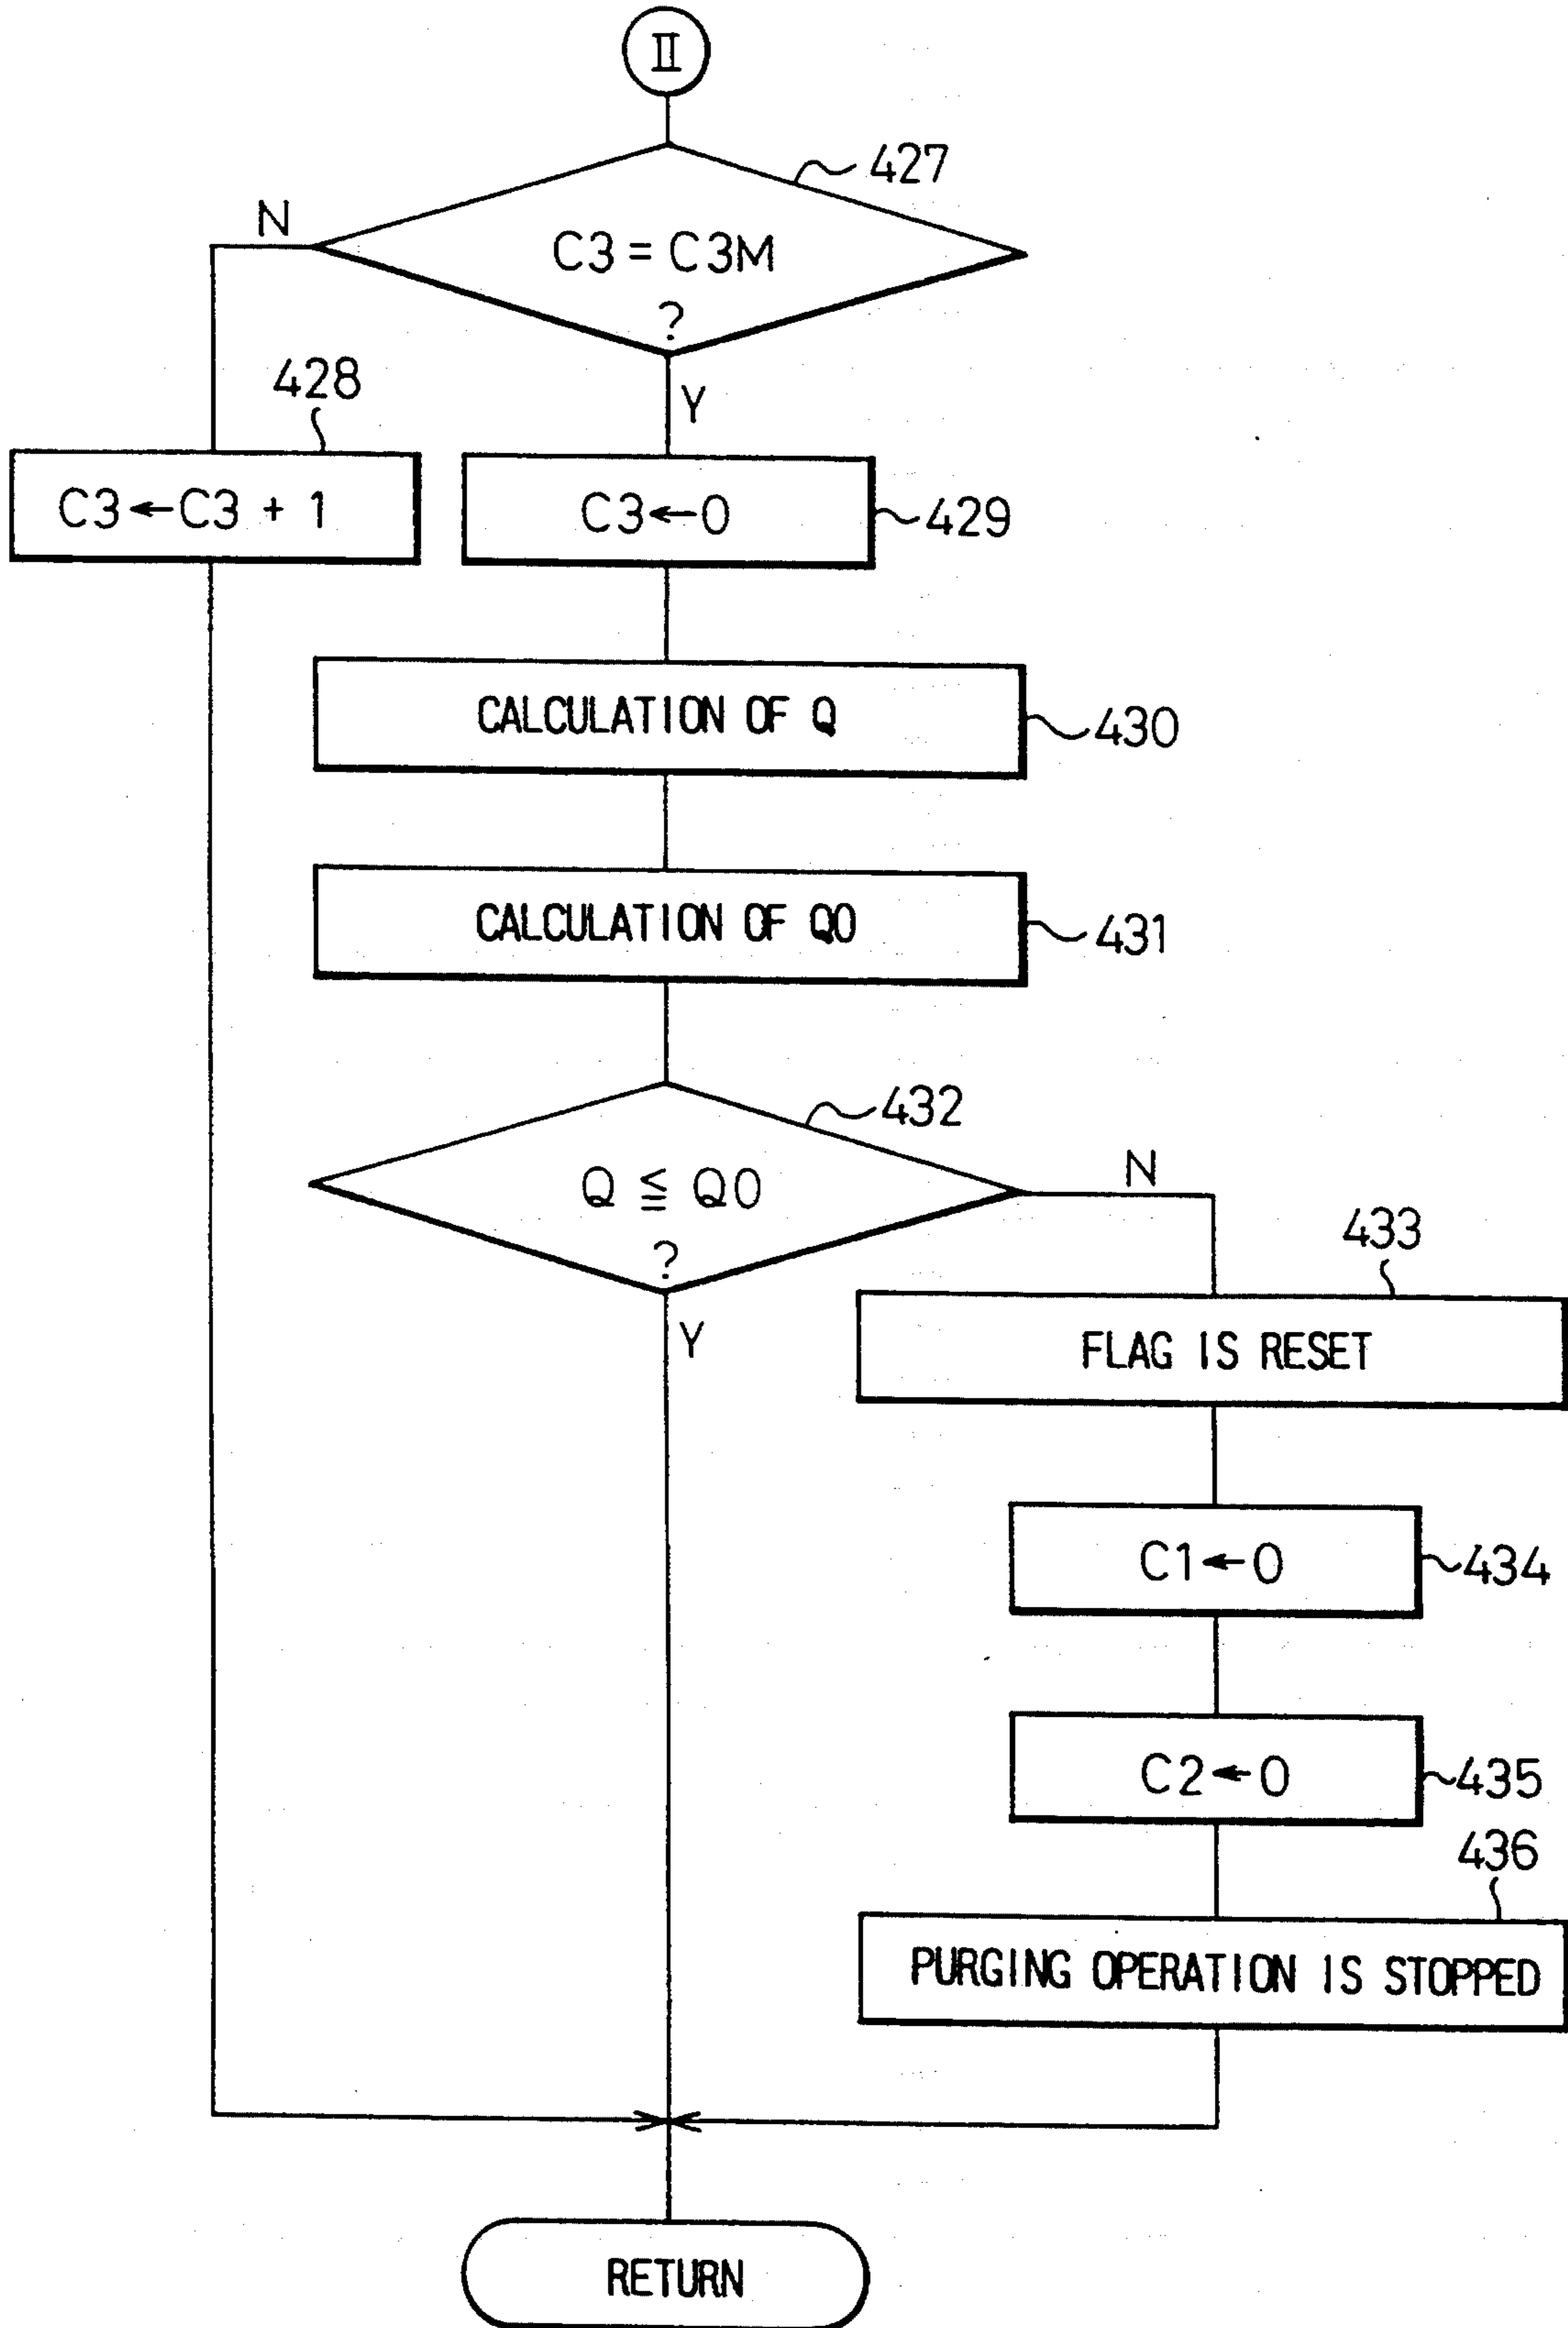 II
427
N
C3 = C3M
?
428
Y
C3←C3 + 1
C3←0
429
CALCULATION OF Q
430
CALCULATION OF Q0
431
432
N
Q ≦ Q0
?
433
Y
FLAG IS RESET
C1←0
434
C2←0
435
436
PURGING OPERATION IS STOPPED
RETURN